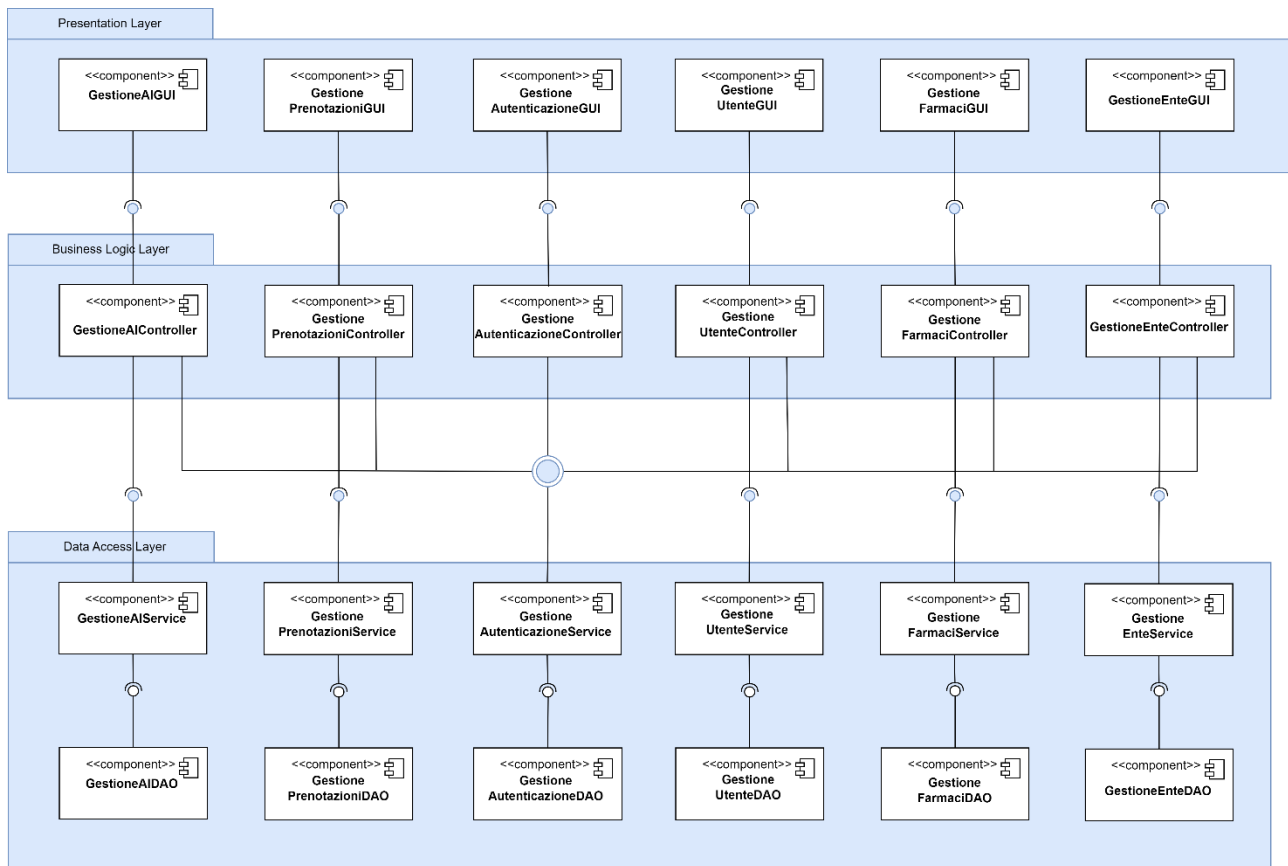 Presentation Layer
<<component>>
GestioneAIGUI
<<component>>
Gestione
PrenotazioniGUI
<<component>>
Gestione
AutenticazioneGUI
<<component>>
Gestione
UtenteGUI
<<component>>
Gestione
FarmaciGUI
<<component>>
GestioneEnteGUI
Business Logic Layer
<<component>>
GestioneAIController
<<component>>
Gestione
PrenotazioniController
<<component>>
Gestione
AutenticazioneController
<<component>>
Gestione
UtenteController
<<component>>
Gestione
FarmaciController
<<component>>
GestioneEnteController
Data Access Layer
<<component>>
GestioneAIService
<<component>>
Gestione
PrenotazioniService
<<component>>
Gestione
AutenticazioneService
<<component>>
Gestione
UtenteService
<<component>>
Gestione
FarmaciService
<<component>>
Gestione
EnteService
<<component>>
GestioneAIDAO
<<component>>
Gestione
PrenotazioniDAO
<<component>>
Gestione
AutenticazioneDAO
<<component>>
Gestione
UtenteDAO
<<component>>
Gestione
FarmaciDAO
<<component>>
GestioneEnteDAO